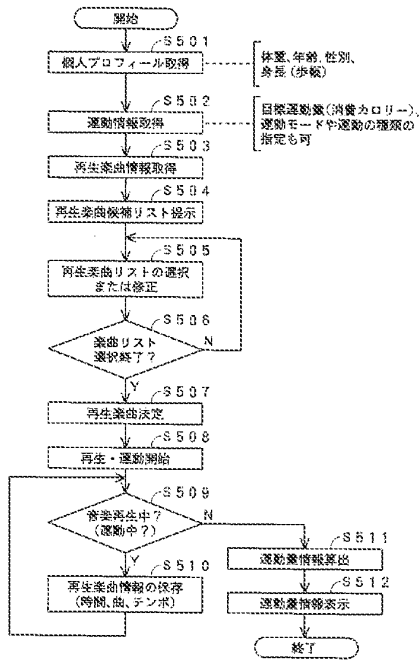 開始
S501
個人プロフィール取得
体重、年齢、性別、
身長(歩幅)
S502
運動情報取得
目標運動量(消費カロリー)、
運動モードや運動の種類の
指定も可
S503
再生楽曲情報取得
S504
再生楽曲候補リスト提示
S505
再生楽曲リストの選択
または修正
S506
楽曲リスト
選択終了?
N
Y
S507
再生楽曲決定
S508
再生・運動開始
S509
音楽再生中?
(運動中?)
N
Y
S510
再生楽曲情報の保存
(時間、曲、テンポ)
S511
運動量情報算出
S512
運動量情報表示
終了